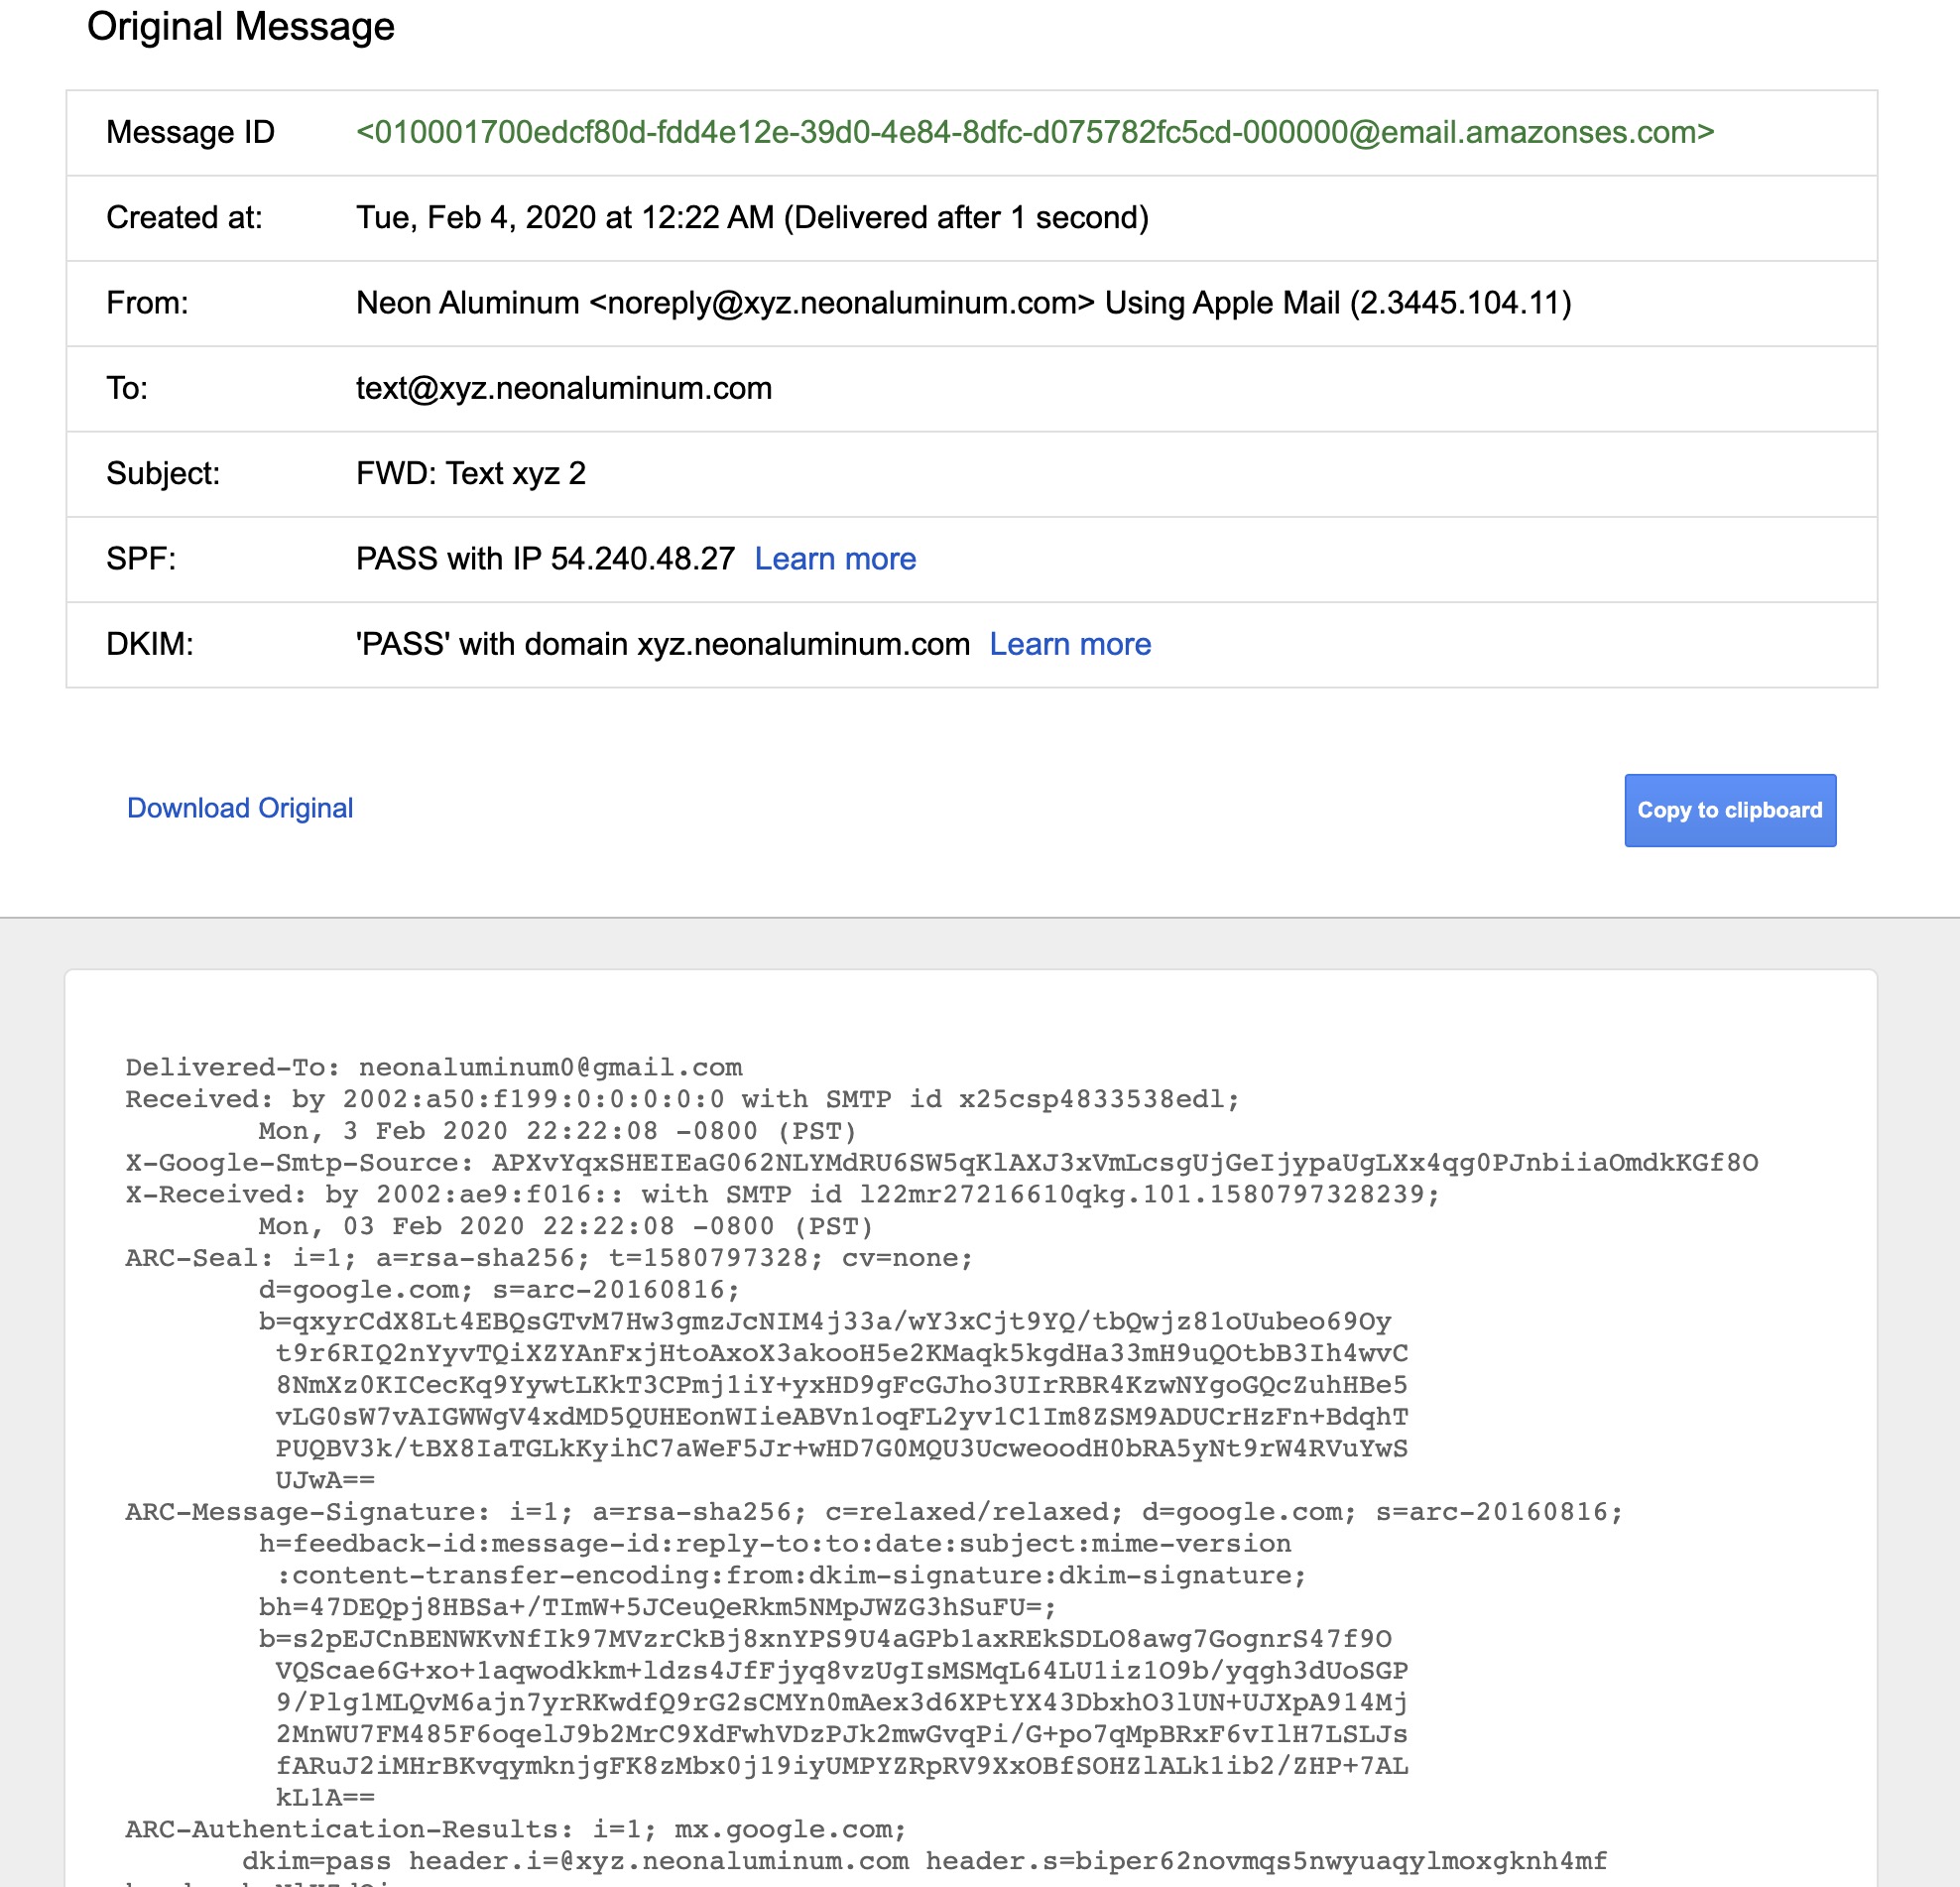 Original Message
Message ID <010001700edcf80d-fdd4e12e-39d0-4e84-8dfc-d075782fc5cd-000000@email.amazonses.com>
Created at: Tue, Feb 4, 2020 at 12:22 AM (Delivered after 1 second)
From: Neon Aluminum <noreply@xyz.neonaluminum.com> Using Apple Mail (2.3445.104.11)
To: text@xyz.neonaluminum.com
Subject: FWD: Text xyz 2
SPF: PASS with IP 54.240.48.27 Learn more
DKIM: 'PASS' with domain xyz.neonaluminum.com Learn more
Download Original
Copy to clipboard
Delivered-To: neonaluminum0@gmail.com
Received: by 2002:a50:f199:0:0:0:0:0 with SMTP id x25csp4833538edl;
Mon, 3 Feb 2020 22:22:08 -0800 (PST)
X-Google-Smtp-Source: APXvYqxSHEIEaG062NLYMdRU6SW5qKlAXJ3xVmLcsgUjGeIjypaUgLXx4qg0PJnbiiaOmdkKGf8O
X-Received: by 2002:ae9:f016:: with SMTP id l22mr27216610qkg.101.1580797328239;
Mon, 03 Feb 2020 22:22:08 -0800 (PST)
ARC-Seal: i=1; a=rsa-sha256; t=1580797328; cv=none;
d=google.com; s=arc-20160816;
b=qxyrCdX8Lt4EBQsGTvM7Hw3gmzJcNIM4j33a/wY3xCjt9YQ/tbQwjz81oUubeo69Oy
t9r6RIQ2nYyvTQiXZYAnFxjHtoAxoX3akooH5e2KMaqk5kgdHa33mH9uQOtbB3Ih4wvC
8NmXz0KICecKq9YywtLKkT3CPmj1iY+yxHD9gFcGJho3UIrRBR4KzwNYgoGQcZuhHBe5
vLG0sW7vAIGWWgV4xdMD5QUHEonWIieABVn1oqFL2yv1C1Im8ZSM9ADUCrHzFn+BdqhT
PUQBV3k/tBX8IaTGLkKyihC7aWeF5Jr+wHD7G0MQU3UcweoodH0bRA5yNt9rW4RVuYwS
UJwA==
ARC-Message-Signature: i=1; a=rsa-sha256; c=relaxed/relaxed; d=google.com; s=arc-20160816;
h=feedback-id:message-id:reply-to:to:date:subject:mime-version
:content-transfer-encoding:from:dkim-signature:dkim-signature;
bh=47DEQpj8HBSa+/TImW+5JCeuQeRkm5NMpJWZG3hSuFU=;
b=s2pEJCnBENWKvNfIk97MVzrCkBj8xnYPS9U4aGPb1axREkSDLO8awg7GognrS47f9O
VQScae6G+xo+1aqwodkkm+ldzs4JfFjyq8vzUgIsMSMqL64LU1iz1O9b/yqgh3dUoSGP
9/Plg1MLQvM6ajn7yrRKwdfQ9rG2sCMYn0mAex3d6XPtYX43DbxhO3lUN+UJXpA914Mj
2MnWU7FM485F6oqelJ9b2MrC9XdFwhVDzPJk2mwGvqPi/G+po7qMpBRxF6vIlH7LSLJs
fARuJ2iMHrBKvqymknjgFK8zMbx0j19iyUMPYZRpRV9XxOBfSOHZlALk1ib2/ZHP+7AL
kL1A==
ARC-Authentication-Results: i=1; mx.google.com;
dkim=pass header.i=@xyz.neonaluminum.com header.s=biper62novmqs5nwyuaqylmoxgknh4mf